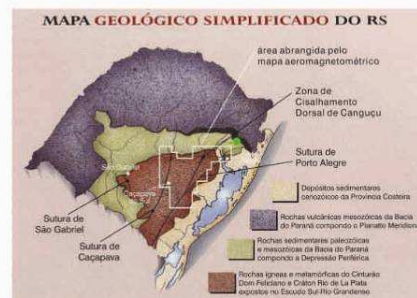 MAPA GEOLÓGICO SIMPLIFICADO DO RS
área abrangida pelo
mapa aeromagnetométrico
Zona de
Cisalhamento
Dorsal de Canguçu
Sutura de
Porto Alegre
São Gabriel
Caçapava
Sutura de
São Gabriel
Sutura de
Caçapava
Depósitos sedimentares
cenozóicos da Província Costeira
Rochas vulcânicas mesozóicas da Bacia
do Paraná compondo o Planalto Meridional
Rochas sedimentares paleozóicas
e mesozóicas da Bacia do Paraná
compondo a Depressão Periférica
Rochas ígneas e metamórficas do Cinturão
Dom Feliciano e Cráton Rio de La Plata
expostos no Escudo Sul-Rio-Grandense